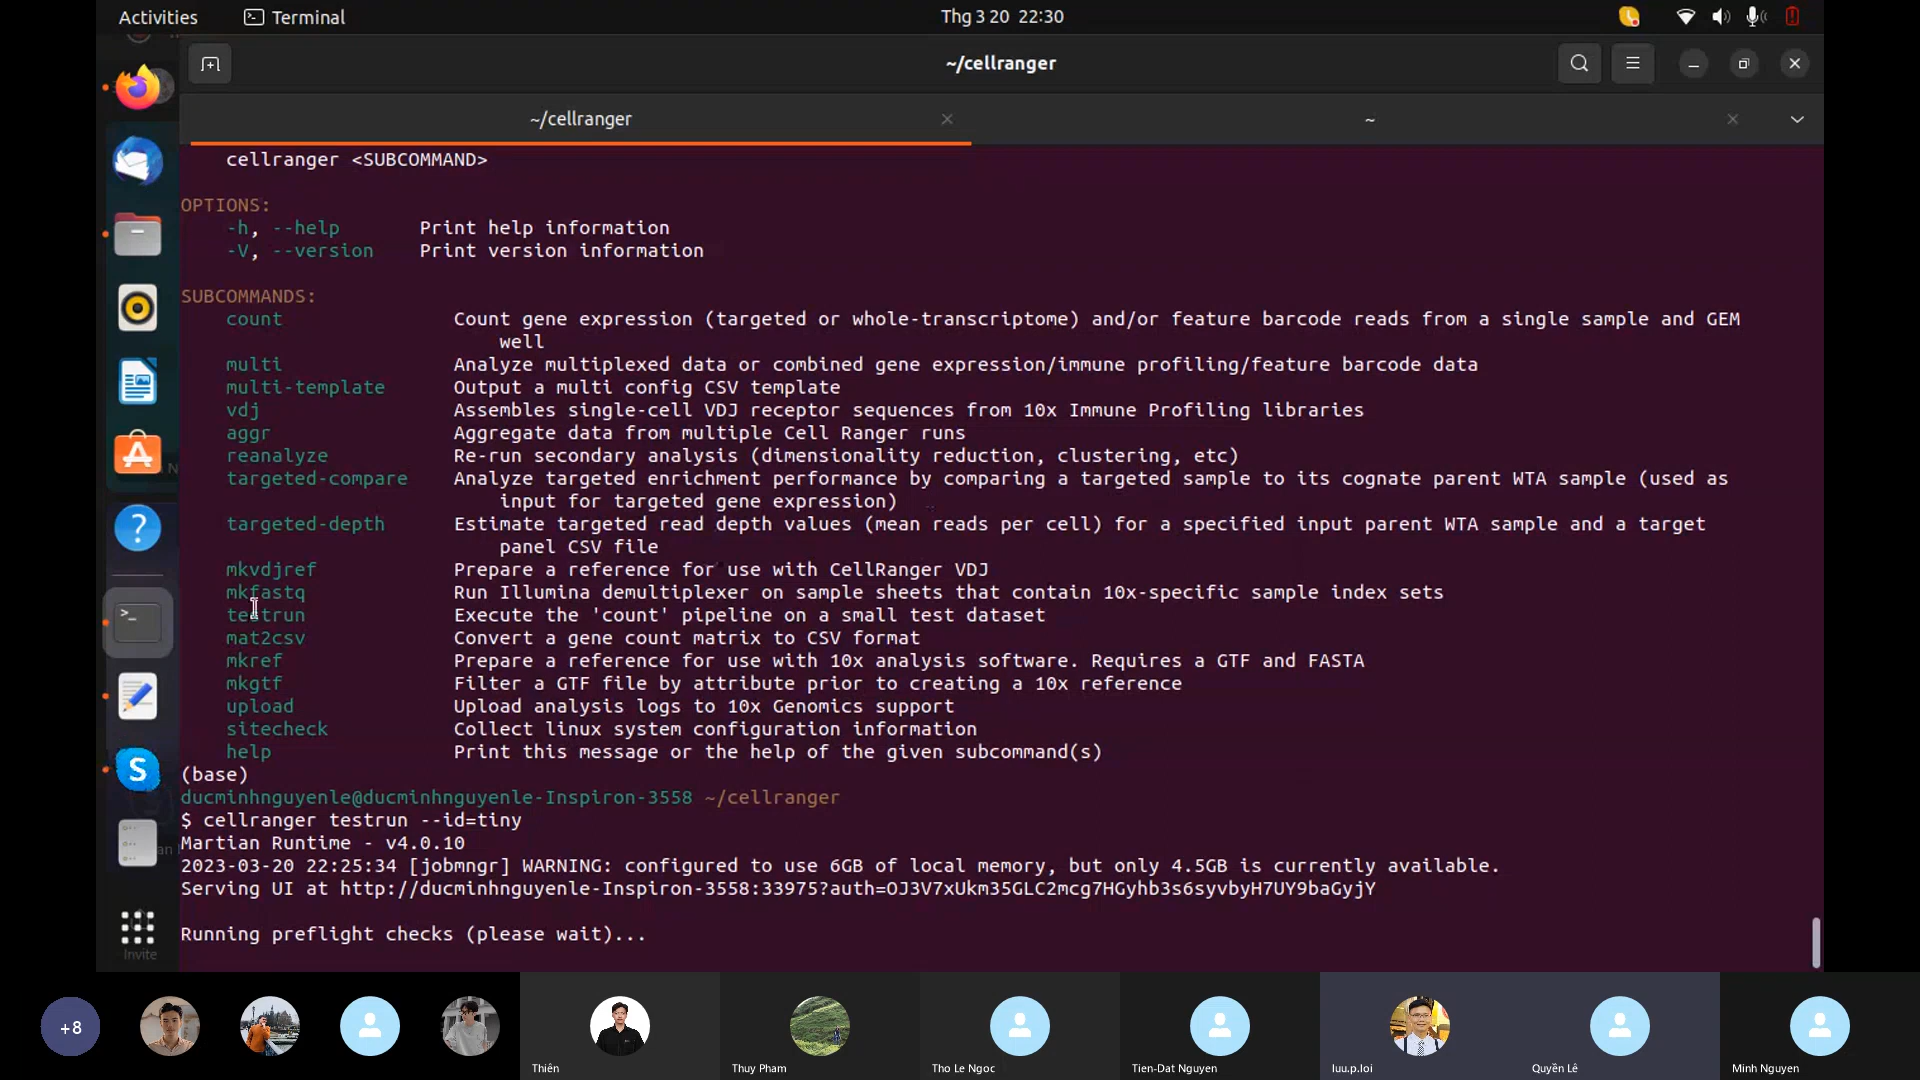 Activities
Terminal
Thg 3 20 22:30
~/cellranger
~/cellranger
~
cellranger <SUBCOMMAND>
OPTIONS:
-h, --help Print help information
-V, --version Print version information
SUBCOMMANDS:
count Count gene expression (targeted or whole-transcriptome) and/or feature barcode reads from a single sample and GEM
well
multi Analyze multiplexed data or combined gene expression/immune profiling/feature barcode data
multi-template Output a multi config CSV template
vdj Assembles single-cell VDJ receptor sequences from 10x Immune Profiling libraries
aggr Aggregate data from multiple Cell Ranger runs
reanalyze Re-run secondary analysis (dimensionality reduction, clustering, etc)
targeted-compare Analyze targeted enrichment performance by comparing a targeted sample to its cognate parent WTA sample (used as
input for targeted gene expression)
targeted-depth Estimate targeted read depth values (mean reads per cell) for a specified input parent WTA sample and a target
panel CSV file
mkvdjref Prepare a reference for use with CellRanger VDJ
mkfastq Run Illumina demultiplexer on sample sheets that contain 10x-specific sample index sets
testrun Execute the 'count' pipeline on a small test dataset
mat2csv Convert a gene count matrix to CSV format
mkref Prepare a reference for use with 10x analysis software. Requires a GTF and FASTA
mkgtf Filter a GTF file by attribute prior to creating a 10x reference
upload Upload analysis logs to 10x Genomics support
sitecheck Collect linux system configuration information
help Print this message or the help of the given subcommand(s)
(base)
ducminhnguyenle@ducminhnguyenle-Inspiron-3558 ~/cellranger
$ cellranger testrun --id=tiny
Martian Runtime - v4.0.10
2023-03-20 22:25:34 [jobmngr] WARNING: configured to use 6GB of local memory, but only 4.5GB is currently available.
Serving UI at http://ducminhnguyenle-Inspiron-3558:33975?auth=OJ3V7xUkm35GLC2mcg7HGyhb3s6syvbyH7UY9baGyjY
Running preflight checks (please wait)...
Invite
+8
Thiên
Thuy Pham
Tho Le Ngoc
Tien-Dat Nguyen
luu.p.loi
Quyền Lê
Minh Nguyen